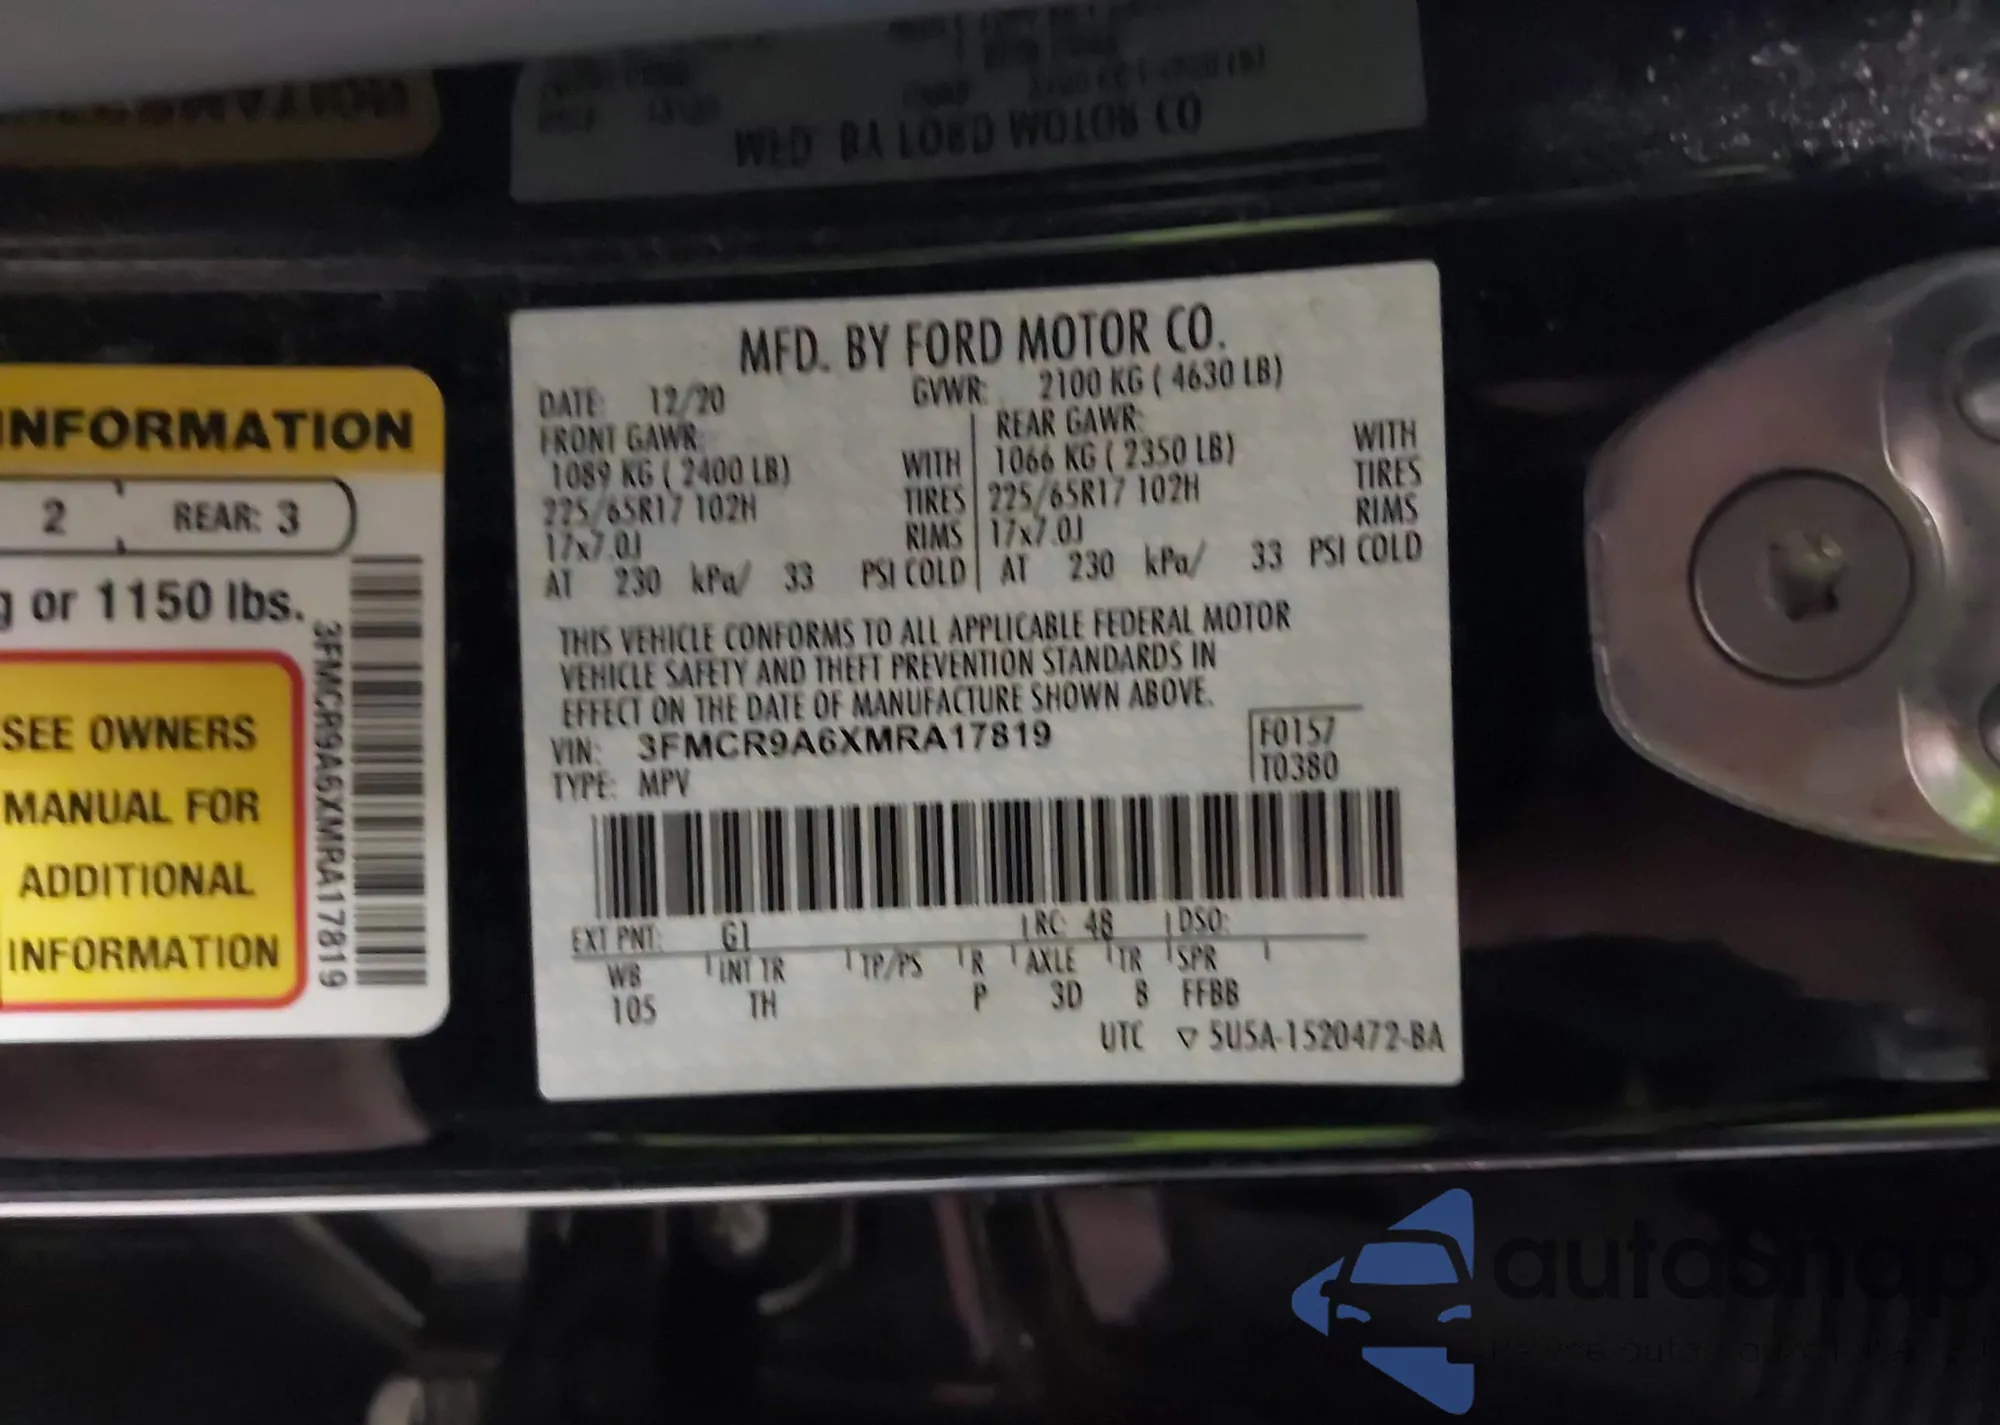 WED BA LOBD WOLOB CO
INFORMATION
2 REAR: 3
g or 1150 lbs.
SEE OWNERS
MANUAL FOR
ADDITIONAL
INFORMATION
3FMCR9A6XMRA17819
MFD. BY FORD MOTOR CO.
DATE: 12/20 GVWR: 2100 KG ( 4630 LB)
FRONT GAWR: REAR GAWR:
1089 KG ( 2400 LB) WITH 1066 KG ( 2350 LB) WITH
225/65R17 102H TIRES 225/65R17 102H TIRES
17x7.0J RIMS 17x7.0J RIMS
AT 230 kPa/ 33 PSI COLD AT 230 kPa/ 33 PSI COLD
THIS VEHICLE CONFORMS TO ALL APPLICABLE FEDERAL MOTOR
VEHICLE SAFETY AND THEFT PREVENTION STANDARDS IN
EFFECT ON THE DATE OF MANUFACTURE SHOWN ABOVE.
VIN: 3FMCR9A6XMRA17819 F0157
TYPE: MPV T0380
EXT PNT: G1 RC: 48 DSO:
WB INT TR TP/PS R AXLE TR SPR
105 TH P 3D 8 FFBB
UTC ▽ 5U5A-1520472-BA
autosnap